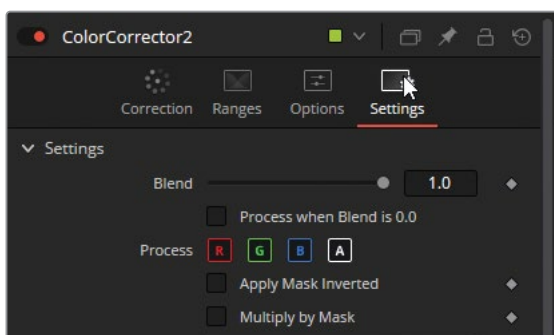 ColorCorrector2
Correction Ranges Options Settings
Settings
Blend 1.0
Process when Blend is 0.0
Process R G B A
Apply Mask Inverted
Multiply by Mask